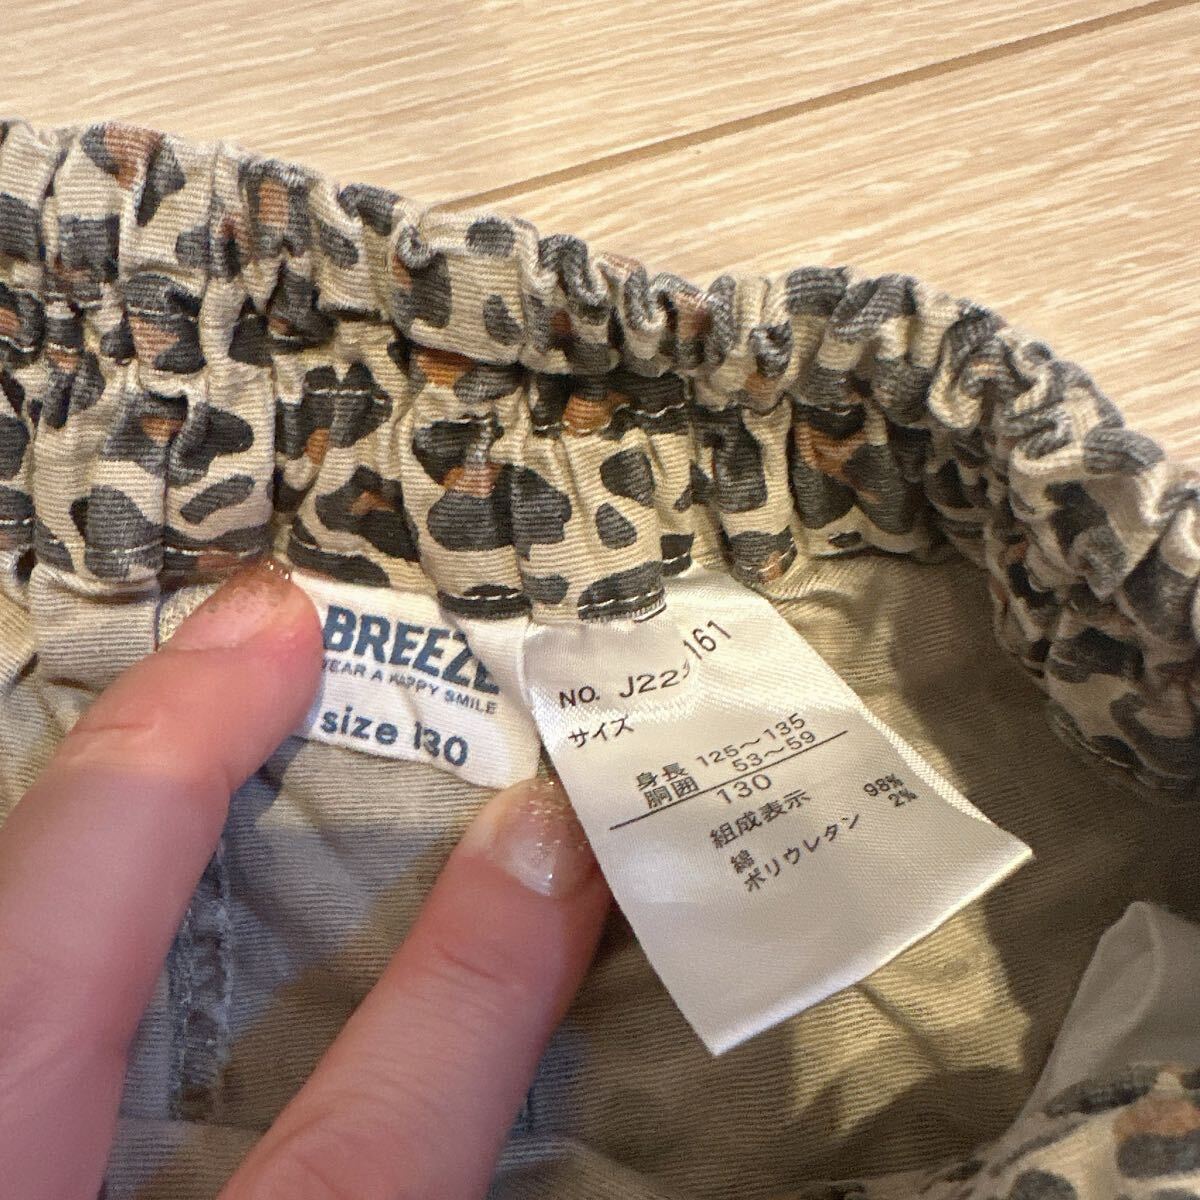 BREEZE
WEAR A HAPPY SMILE
size 130
NO. J22 161
サイズ
身長 125～135
胴囲 53～59
130
組成表示
綿 98%
ポリウレタン 2%